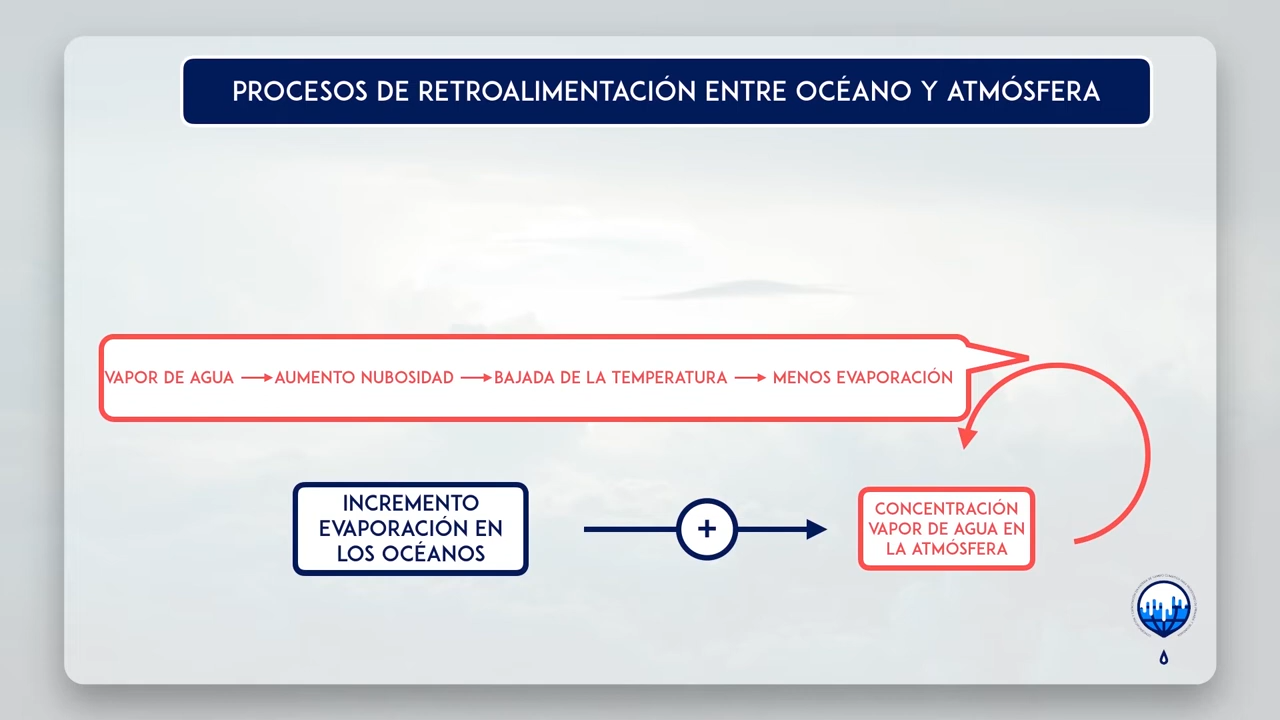 PROCESOS DE RETROALIMENTACIÓN ENTRE OCÉANO Y ATMÓSFERA
VAPOR DE AGUA → AUMENTO NUBOSIDAD → BAJADA DE LA TEMPERATURA → MENOS EVAPORACIÓN
INCREMENTO
EVAPORACIÓN EN
LOS OCÉANOS
+
CONCENTRACIÓN
VAPOR DE AGUA EN
LA ATMÓSFERA